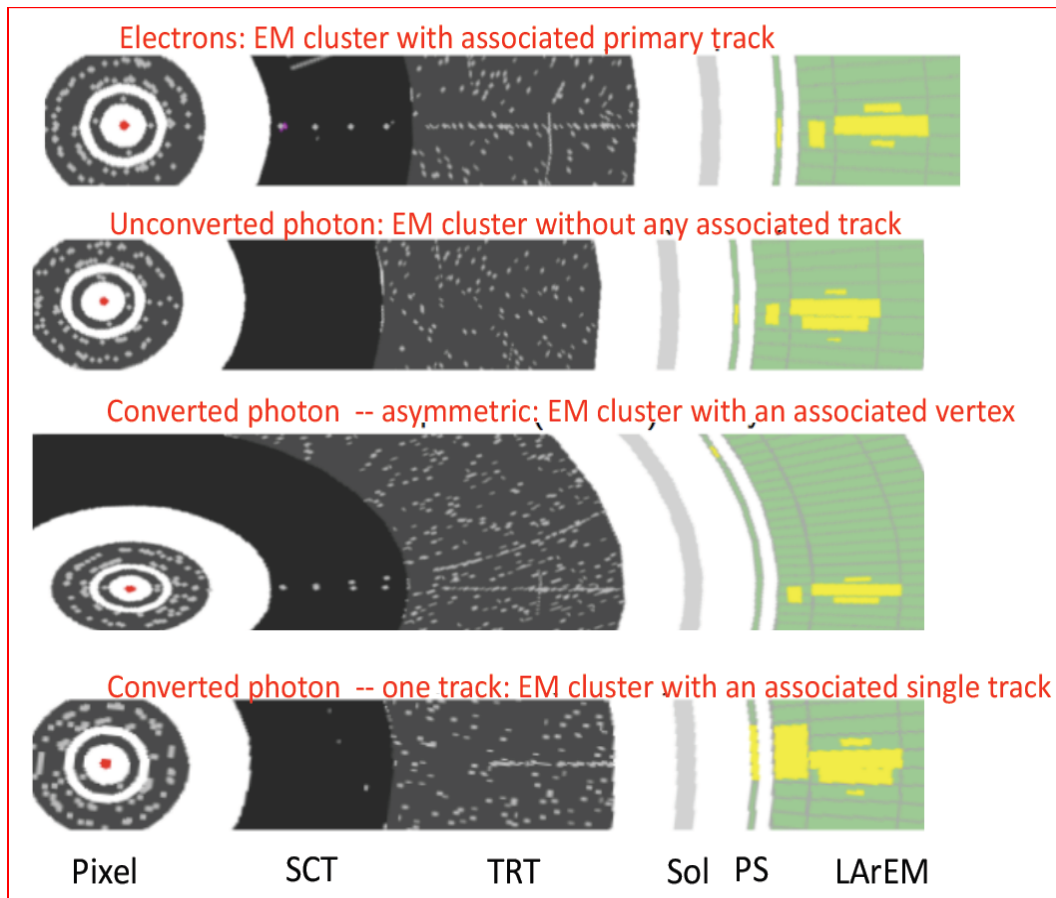 Electrons: EM cluster with associated primary track
Unconverted photon: EM cluster without any associated track
Converted photon -- asymmetric: EM cluster with an associated vertex
Converted photon -- one track: EM cluster with an associated single track
Pixel SCT TRT Sol PS LArEM